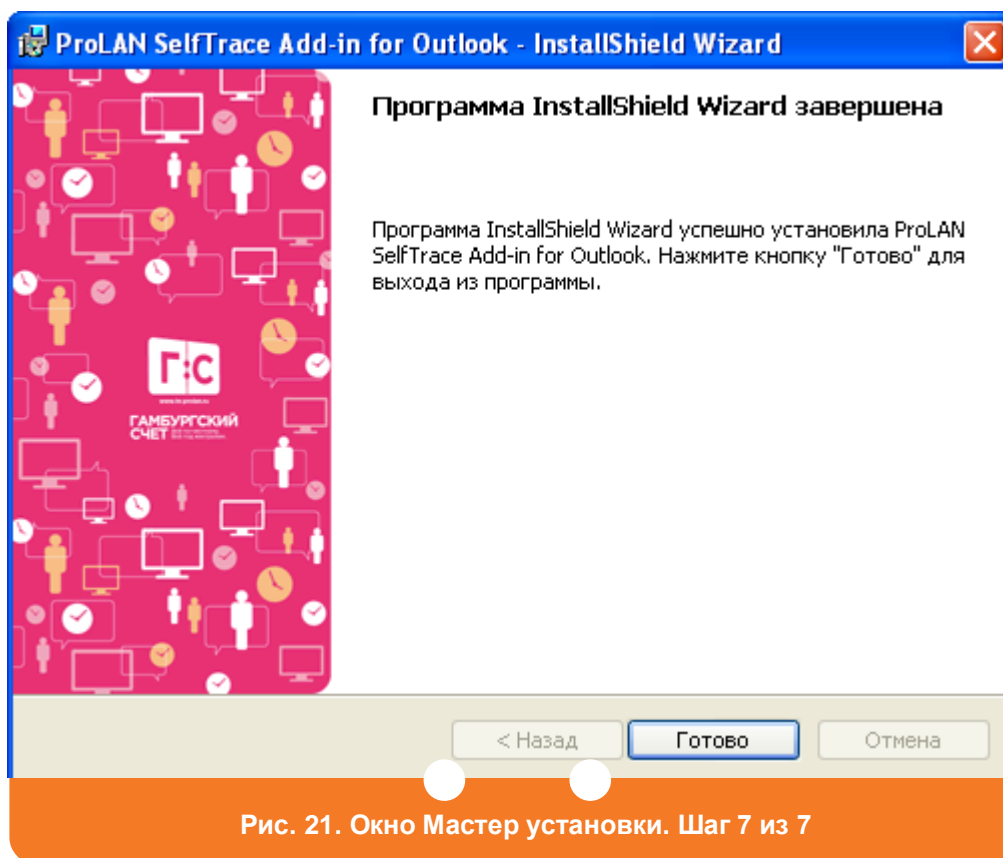 ProLAN SelfTrace Add-in for Outlook - InstallShield Wizard
Программа InstallShield Wizard завершена
Программа InstallShield Wizard успешно установила ProLAN
SelfTrace Add-in for Outlook. Нажмите кнопку "Готово" для
выхода из программы.
Г:С
ГАМБУРГСКИЙ
СЧЕТ
< Назад
Готово
Отмена
Рис. 21. Окно Мастер установки. Шаг 7 из 7